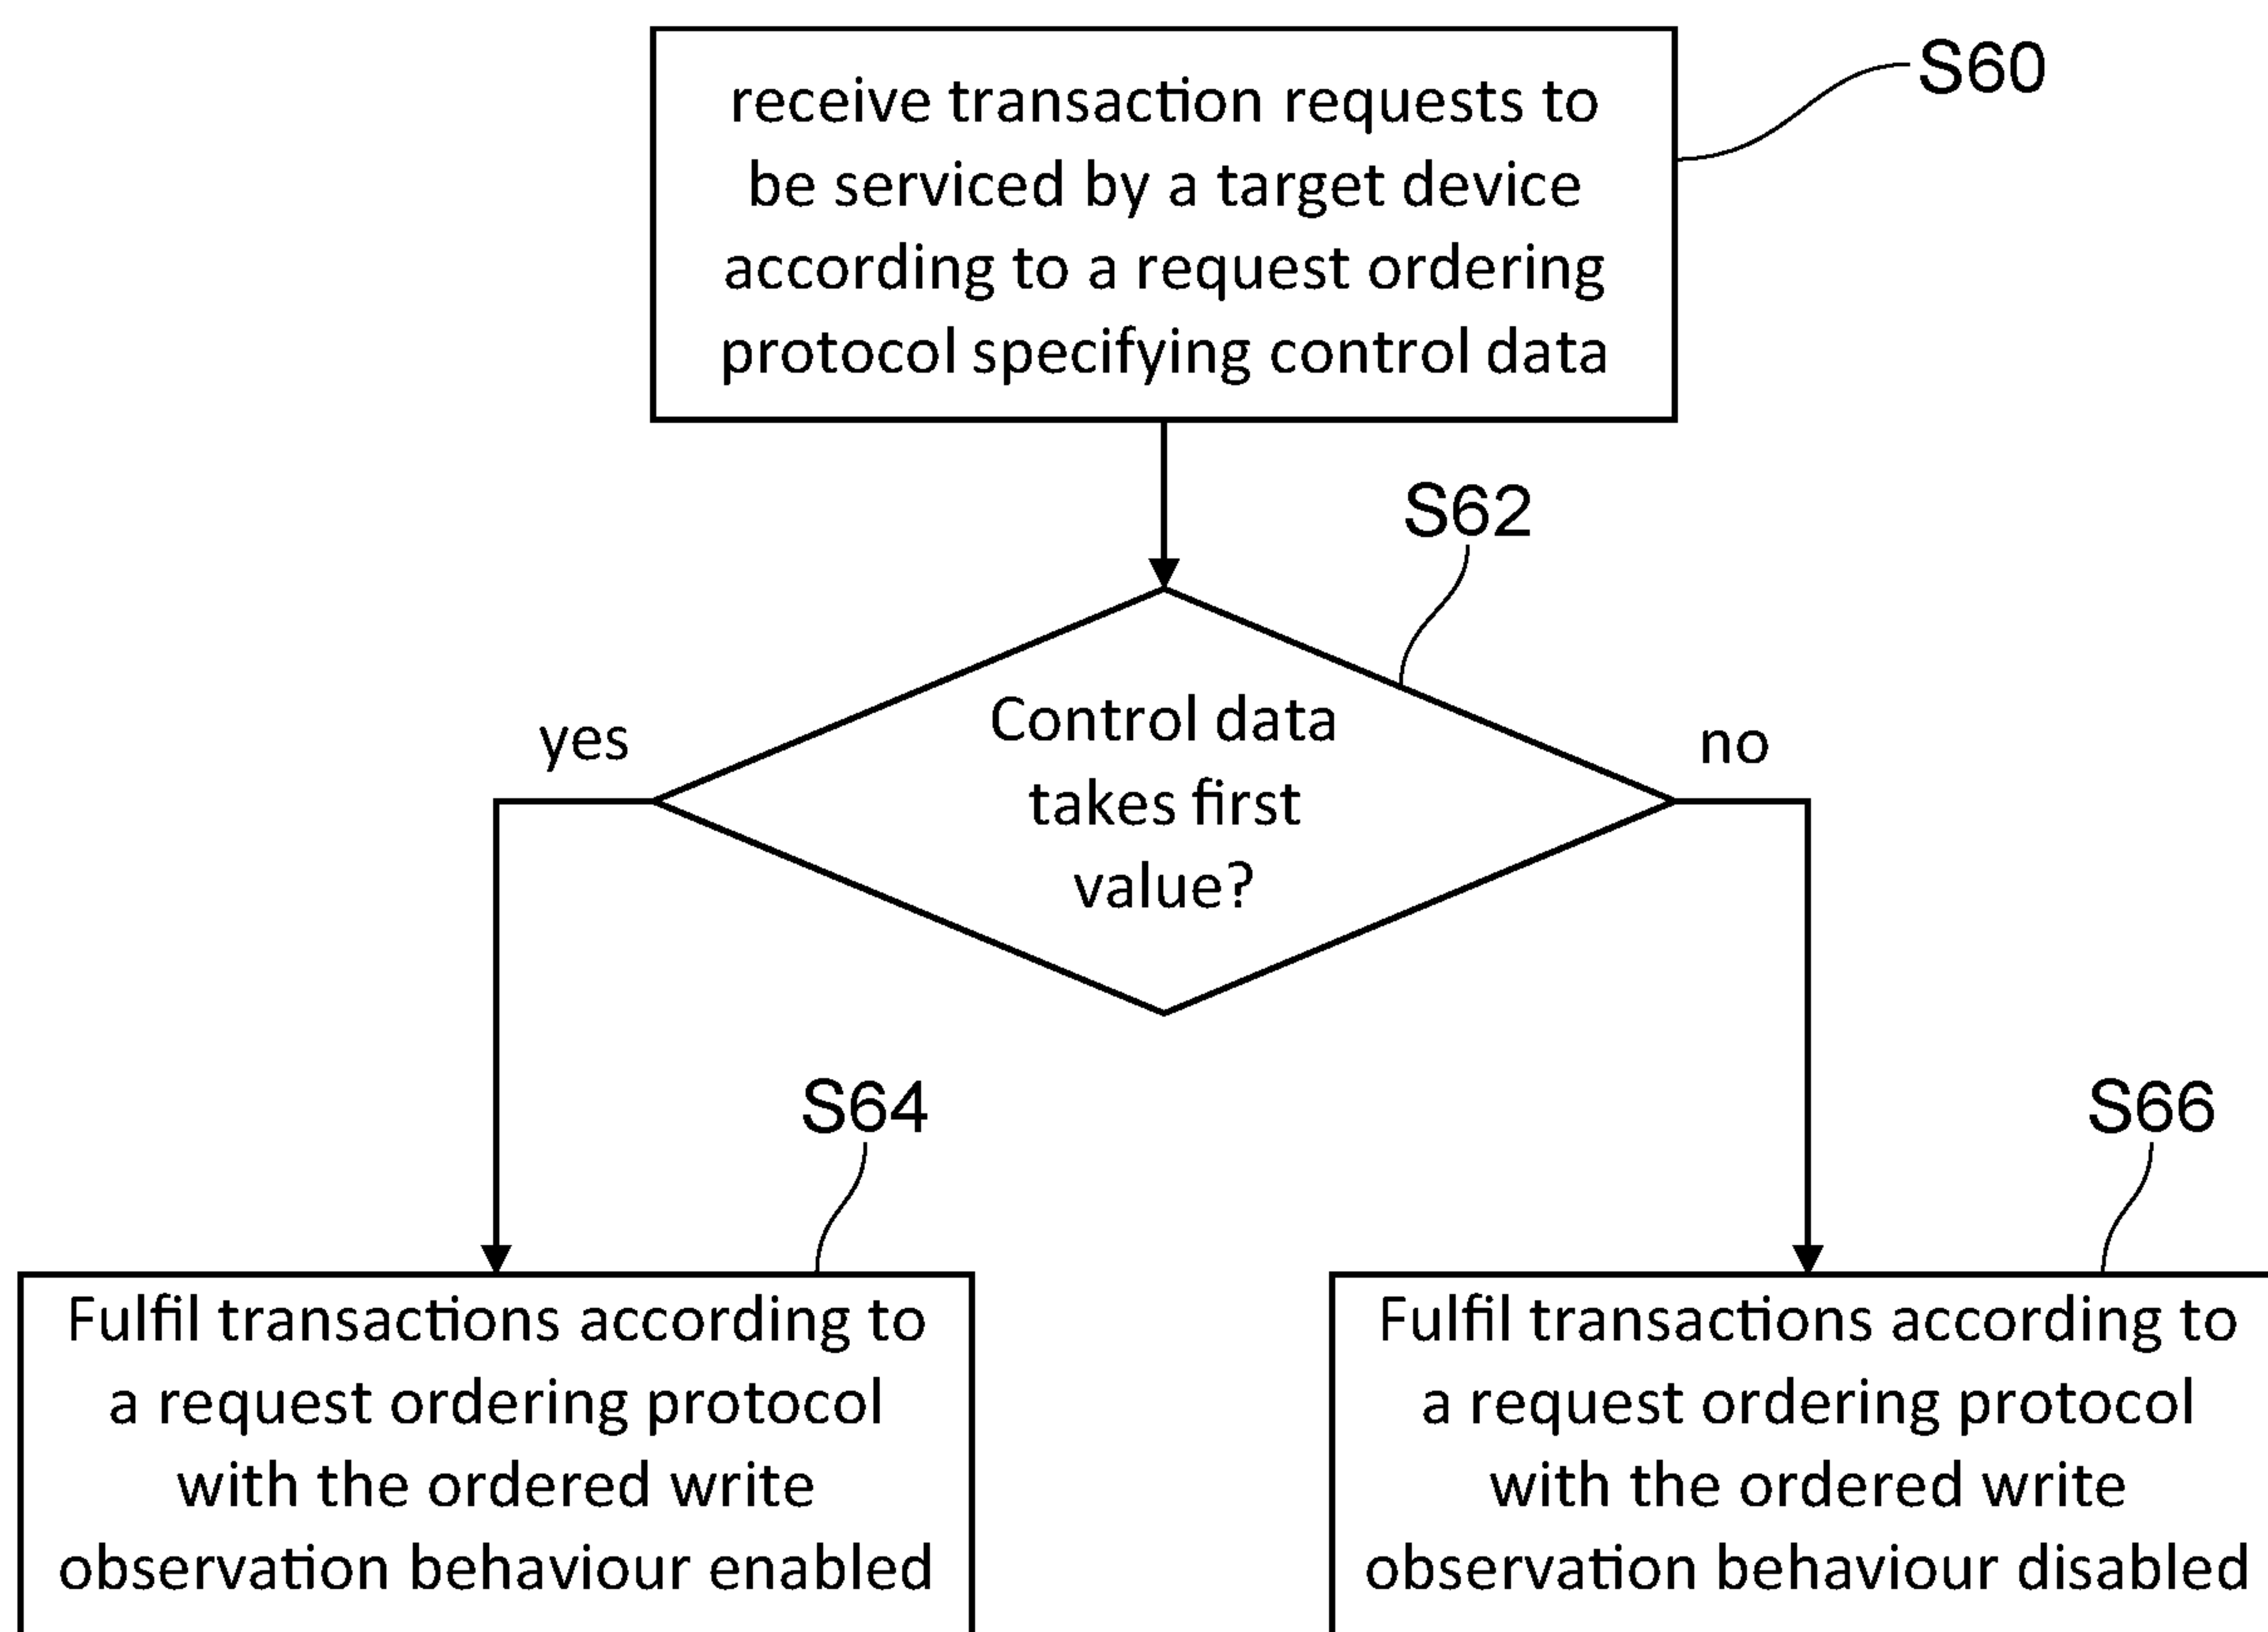 receive transaction requests to
be serviced by a target device
according to a request ordering
protocol specifying control data
S60
S62
Control data
takes first
value?
yes
no
S64
Fulfil transactions according to
a request ordering protocol
with the ordered write
observation behaviour enabled
S66
Fulfil transactions according to
a request ordering protocol
with the ordered write
observation behaviour disabled